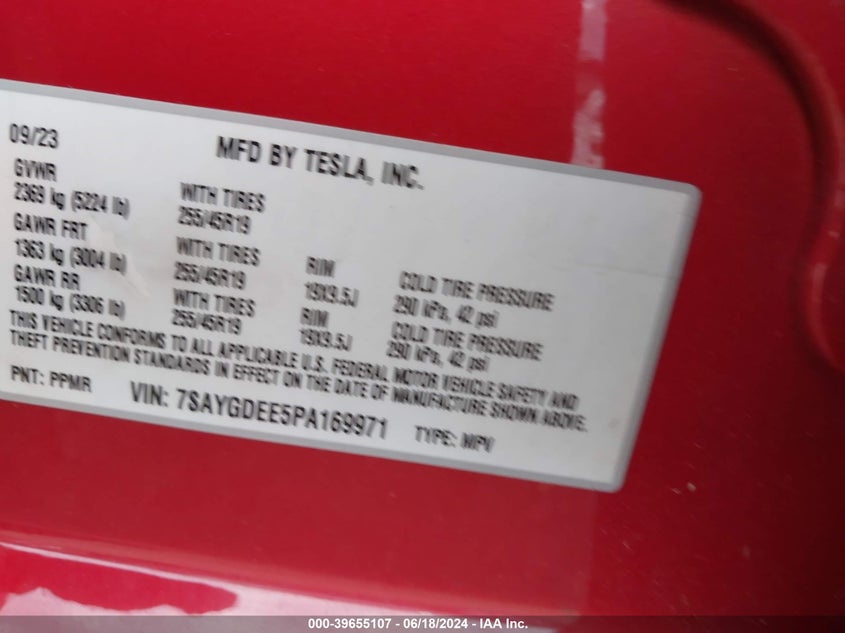 09/23
MFD BY TESLA, INC.
GVWR
2369 kg (5224 lb)
WITH TIRES
255/45R19
GAWR FRT
1363 kg (3004 lb)
WITH TIRES
255/45R19
RIM
19X9.5J
COLD TIRE PRESSURE
290 kPa, 42 psi
GAWR RR
1500 kg (3306 lb)
WITH TIRES
255/45R19
RIM
19X9.5J
COLD TIRE PRESSURE
290 kPa, 42 psi
THIS VEHICLE CONFORMS TO ALL APPLICABLE U.S. FEDERAL MOTOR VEHICLE SAFETY AND
THEFT PREVENTION STANDARDS IN EFFECT ON THE DATE OF MANUFACTURE SHOWN ABOVE.
PNT: PPMR VIN: 7SAYGDEE5PA169971 TYPE: MPV
000-39655107 - 06/18/2024 - IAA Inc.